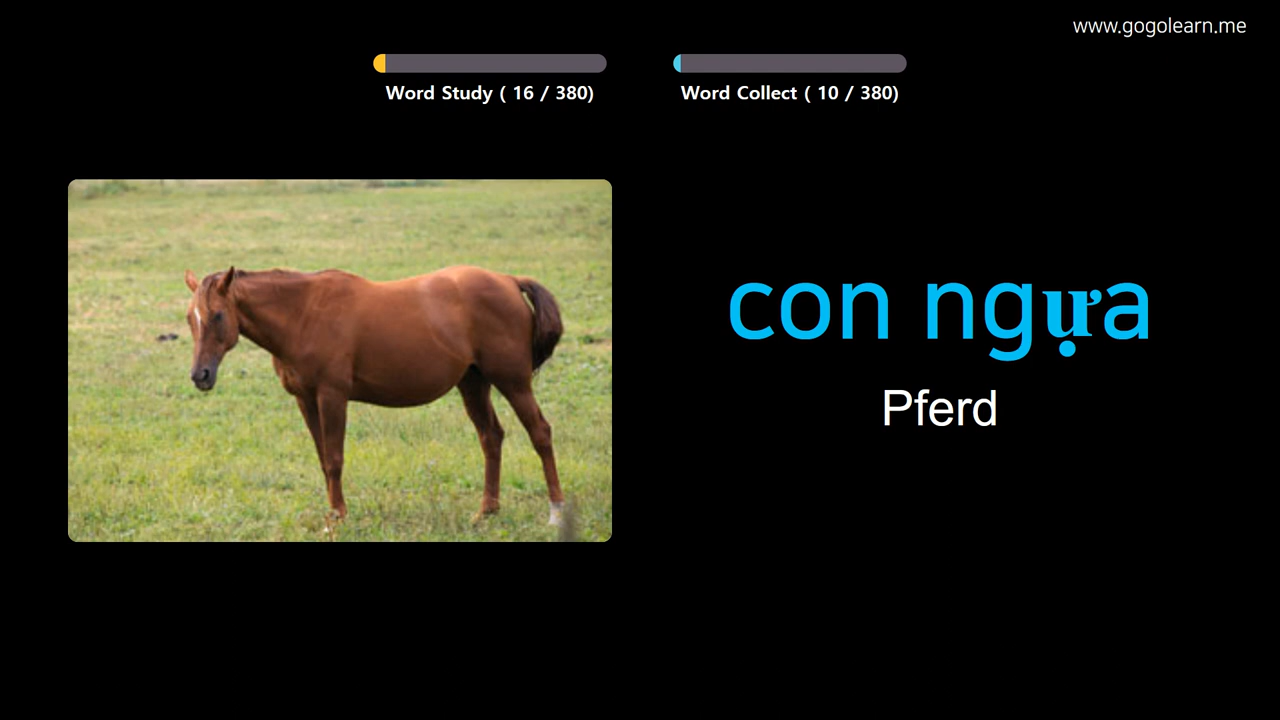 www.gogolearn.me
Word Study ( 16 / 380)
Word Collect ( 10 / 380)
con ngựa
Pferd